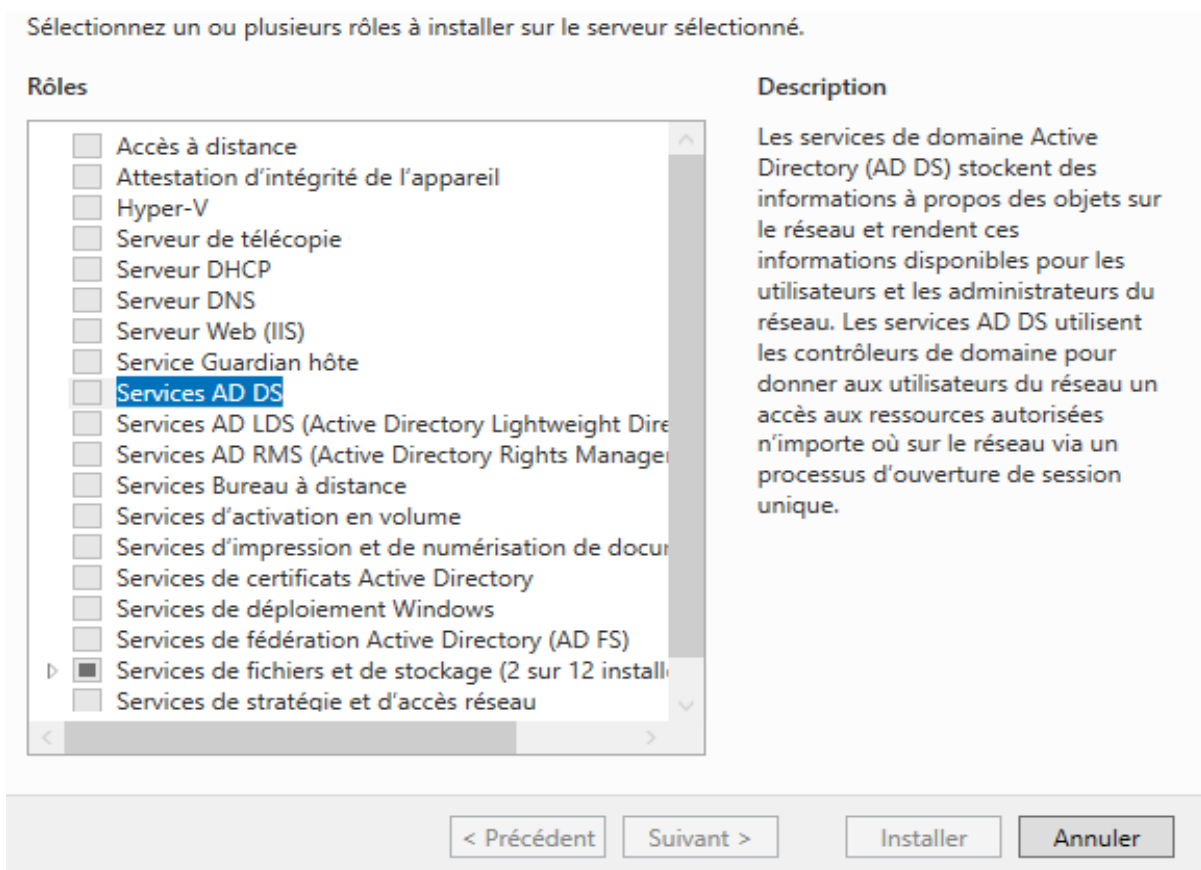 Sélectionnez un ou plusieurs rôles à installer sur le serveur sélectionné.
Rôles
Accès à distance
Attestation d’intégrité de l’appareil
Hyper-V
Serveur de télécopie
Serveur DHCP
Serveur DNS
Serveur Web (IIS)
Service Guardian hôte
Services AD DS
Services AD LDS (Active Directory Lightweight Dire
Services AD RMS (Active Directory Rights Manage
Services Bureau à distance
Services d’activation en volume
Services d’impression et de numérisation de docu
Services de certificats Active Directory
Services de déploiement Windows
Services de fédération Active Directory (AD FS)
Services de fichiers et de stockage (2 sur 12 install
Services de stratégie et d’accès réseau
Description
Les services de domaine Active
Directory (AD DS) stockent des
informations à propos des objets sur
le réseau et rendent ces
informations disponibles pour les
utilisateurs et les administrateurs du
réseau. Les services AD DS utilisent
les contrôleurs de domaine pour
donner aux utilisateurs du réseau un
accès aux ressources autorisées
n’importe où sur le réseau via un
processus d’ouverture de session
unique.
< Précédent
Suivant >
Installer
Annuler